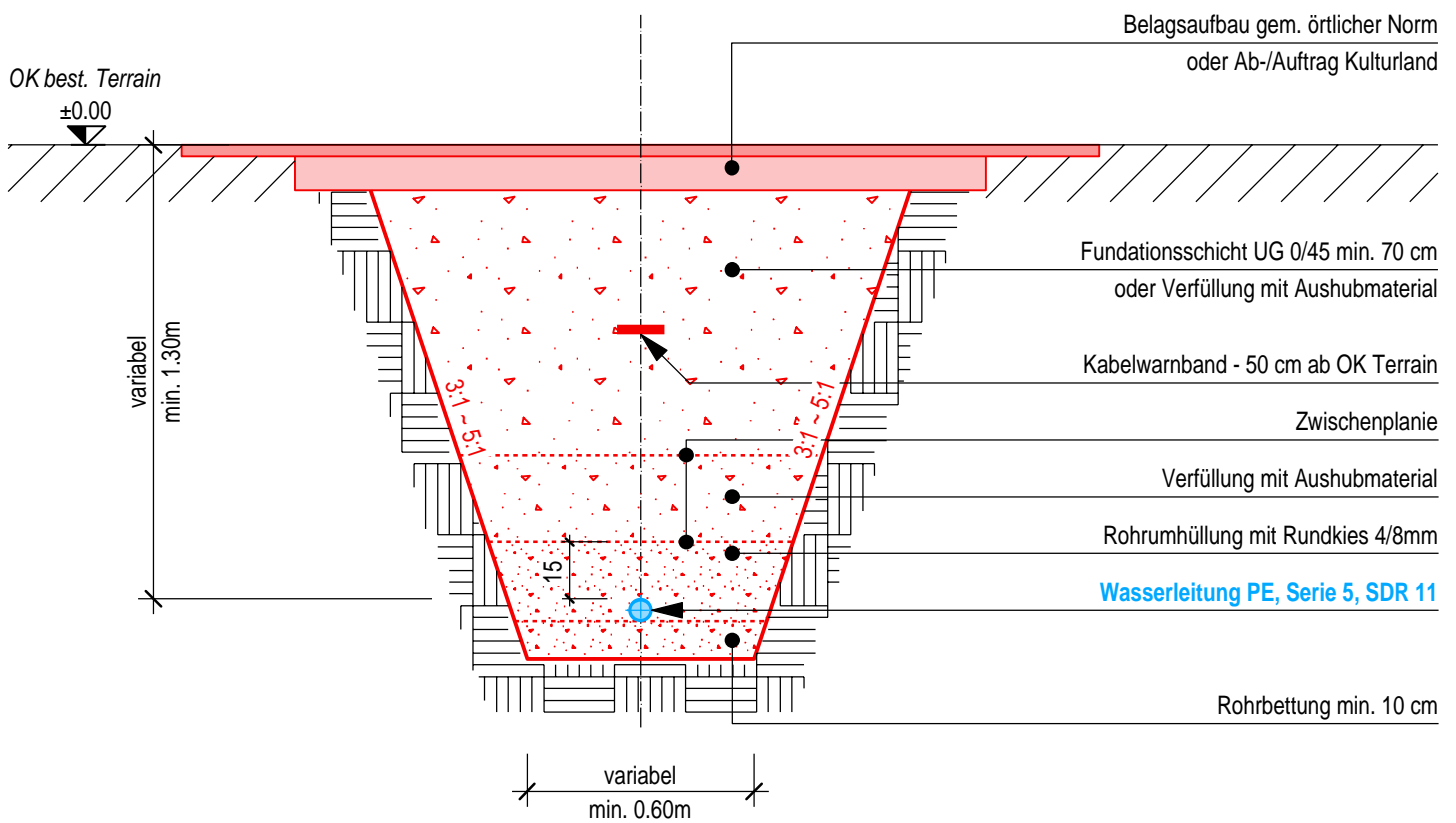 Belagsaufbau gem. örtlicher Norm
oder Ab-/Auftrag Kulturland
OK best. Terrain
±0.00
Fundationsschicht UG 0/45 min. 70 cm
oder Verfüllung mit Aushubmaterial
Kabelwarnband - 50 cm ab OK Terrain
variabel
min. 1.30m
3:1 ~ 5:1
3:1 ~ 5:1
Zwischenplanie
Verfüllung mit Aushubmaterial
Rohrumhüllung mit Rundkies 4/8mm
15
Wasserleitung PE, Serie 5, SDR 11
Rohrbettung min. 10 cm
variabel
min. 0.60m